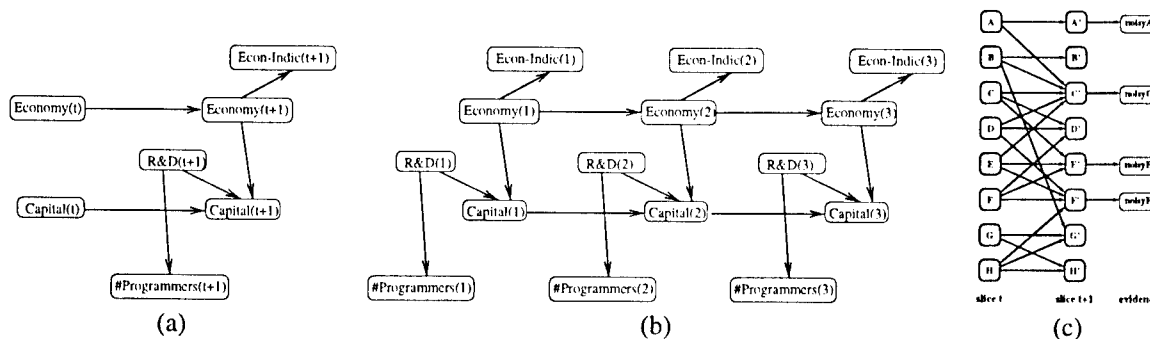 Econ-Indic(t+1)
Economy(t)
Economy(t+1)
R&D(t+1)
Capital(t)
Capital(t+1)
#Programmers(t+1)
(a)
Econ-Indic(1)
Econ-Indic(2)
Econ-Indic(3)
Economy(1)
Economy(2)
Economy(3)
R&D(1)
R&D(2)
R&D(3)
Capital(1)
Capital(2)
Capital(3)
#Programmers(1)
#Programmers(2)
#Programmers(3)
(b)
A
A'
noisyA
B
B'
C
C'
D
D'
E
F
G
G'
H
H'
slice t
slice t+1
eviden
(c)